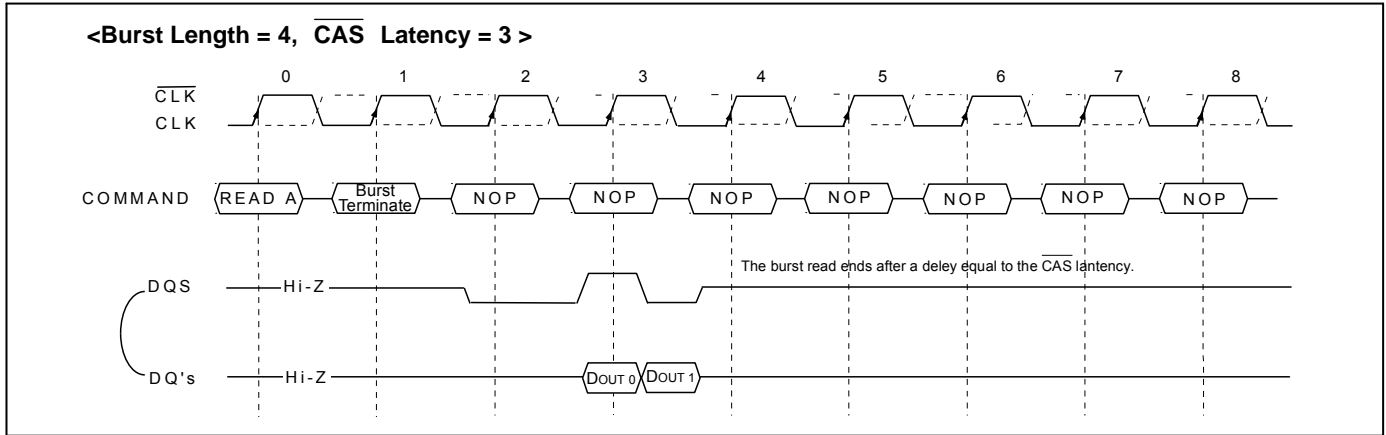 <Burst Length = 4, CAS Latency = 3 >
0 1 2 3 4 5 6 7 8
CLK
CLK
COMMAND READ A Burst Terminate NOP NOP NOP NOP NOP NOP NOP
The burst read ends after a deley equal to the CAS lantency.
DQS Hi-Z
DQ's Hi-Z DOUT 0 DOUT 1